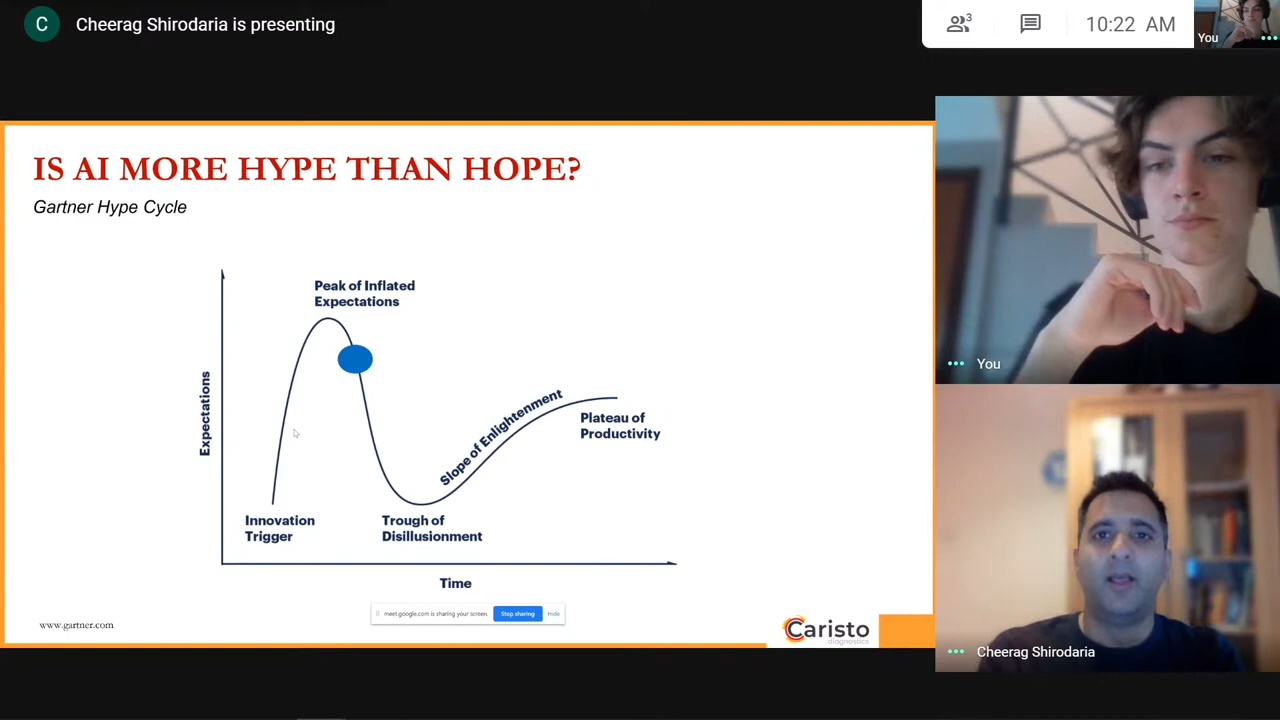 C
Cheerag Shirodaria is presenting
3
10:22 AM
You
IS AI MORE HYPE THAN HOPE?
Gartner Hype Cycle
Peak of Inflated
Expectations
Expectations
Slope of Enlightenment
Plateau of
Productivity
Innovation
Trigger
Trough of
Disillusionment
Time
meet.google.com is sharing your screen.
Stop sharing
Hide
www.gartner.com
Caristo
diagnostics
You
Cheerag Shirodaria